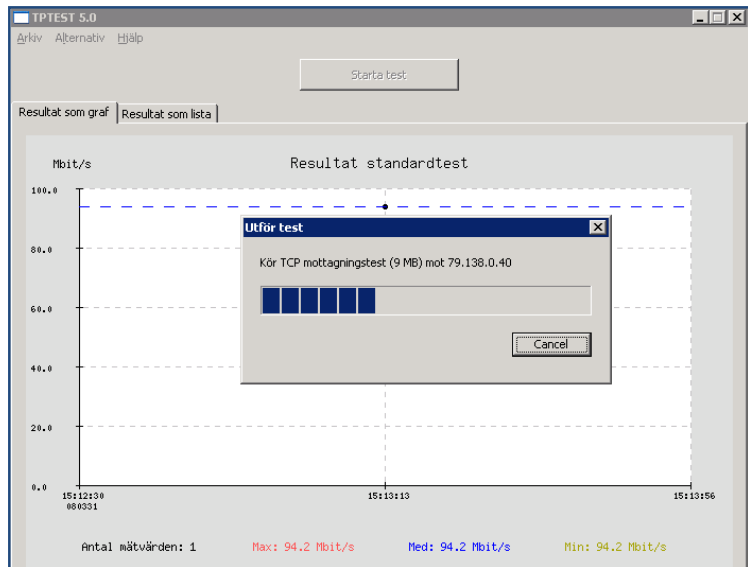 TPTEST 5.0
Arkiv Alternativ Hjälp
Starta test
Resultat som graf Resultat som lista
Mbit/s Resultat standardtest
100.0
Utför test
80.0
Kör TCP mottagningstest (9 MB) mot 79.138.0.40
60.0
Cancel
40.0
20.0
0.0
15:12:30 15:13:13 15:13:56
080331
Antal mätvärden: 1 Max: 94.2 Mbit/s Med: 94.2 Mbit/s Min: 94.2 Mbit/s